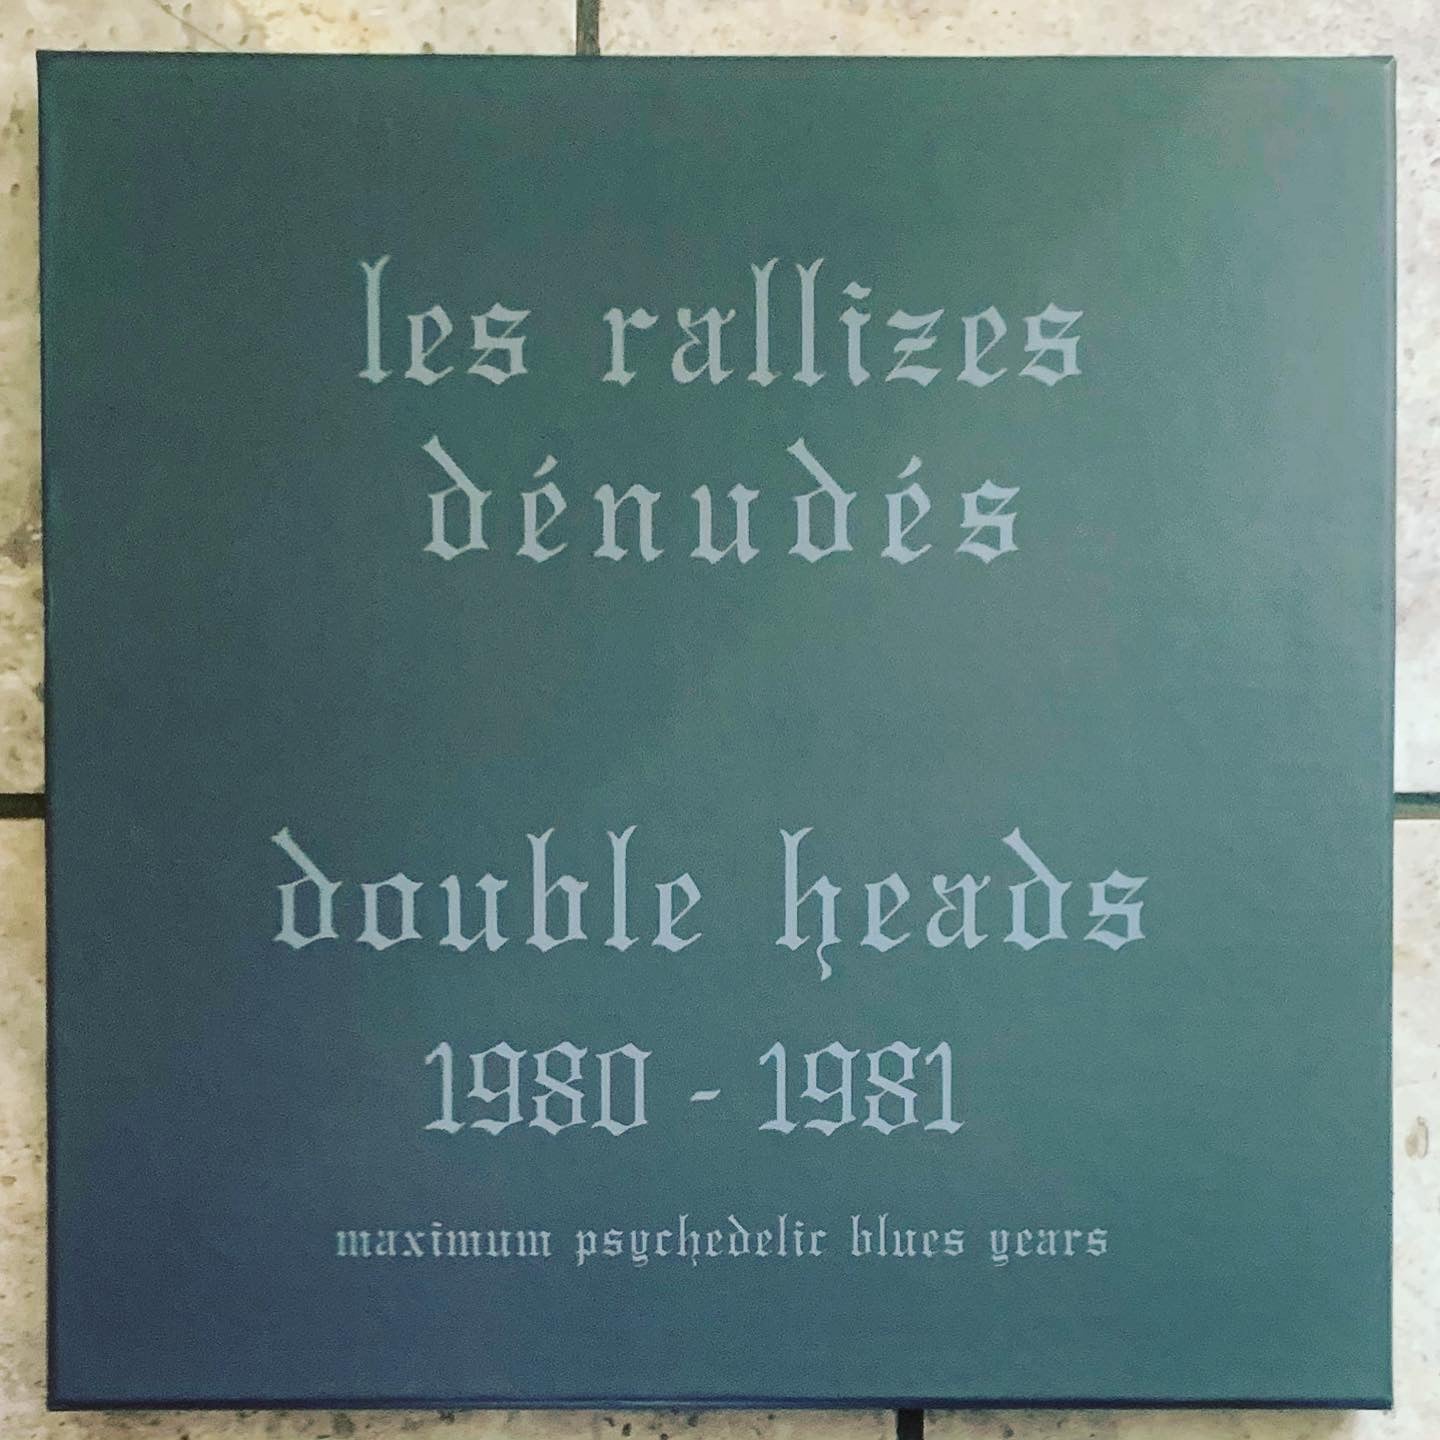 les rallizes
dénudés
double heads
1980 - 1981
maximum psychedelic blues years